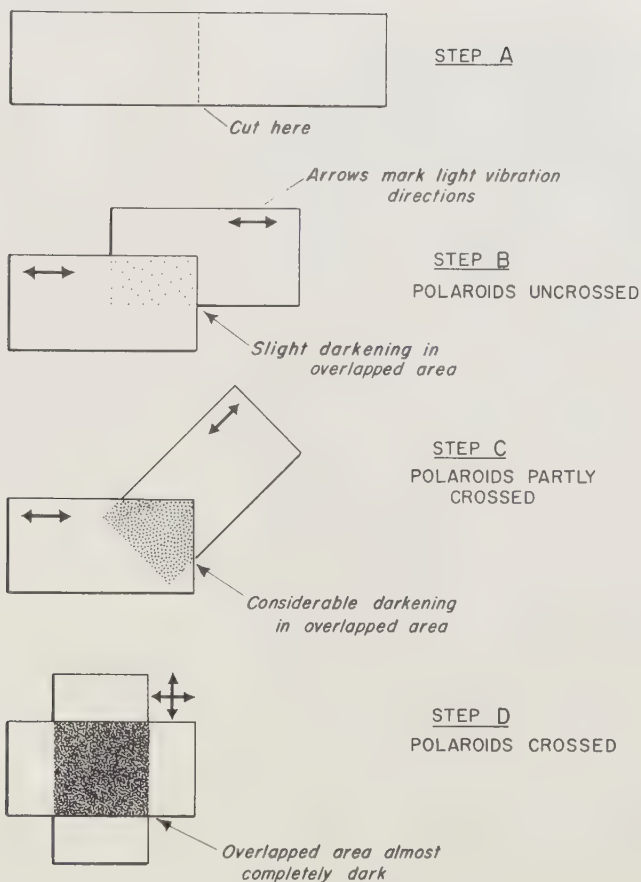 STEP A
Cut here
Arrows mark light vibration
directions
STEP B
POLAROIDS UNCROSSED
Slight darkening in
overlapped area
STEP C
POLAROIDS PARTLY
CROSSED
Considerable darkening
in overlapped area
STEP D
POLAROIDS CROSSED
Overlapped area almost
completely dark